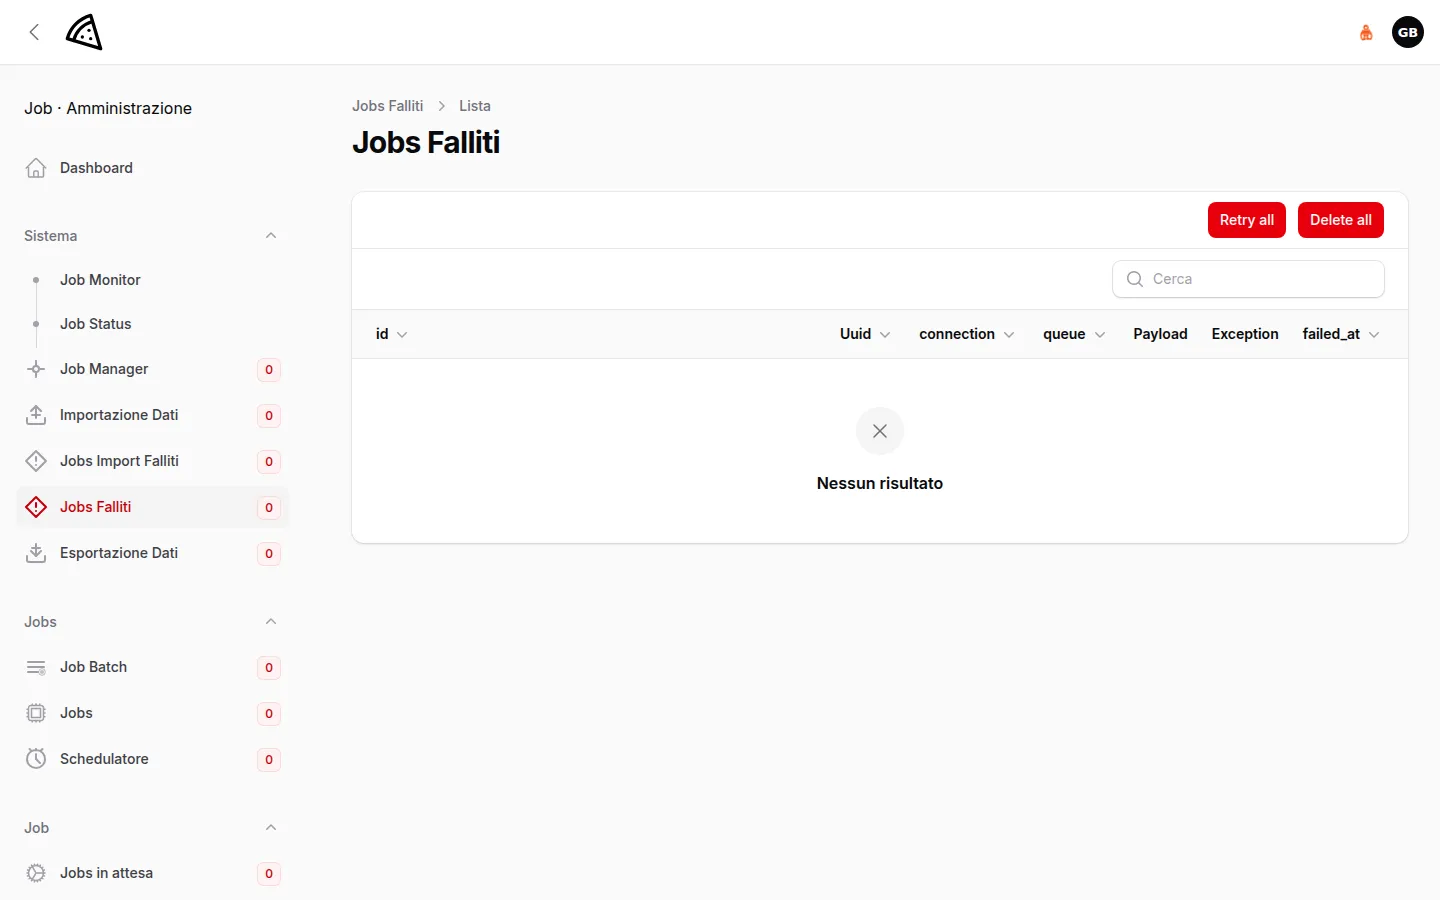 GB
Job · Amministrazione
Dashboard
Sistema
Job Monitor
Job Status
Job Manager 0
Importazione Dati 0
Jobs Import Falliti 0
Jobs Falliti 0
Esportazione Dati 0
Jobs
Job Batch 0
Jobs 0
Schedulatore 0
Job
Jobs in attesa 0
Jobs Falliti Lista
Jobs Falliti
Retry all Delete all
Cerca
id Uuid connection queue Payload Exception failed_at
Nessun risultato